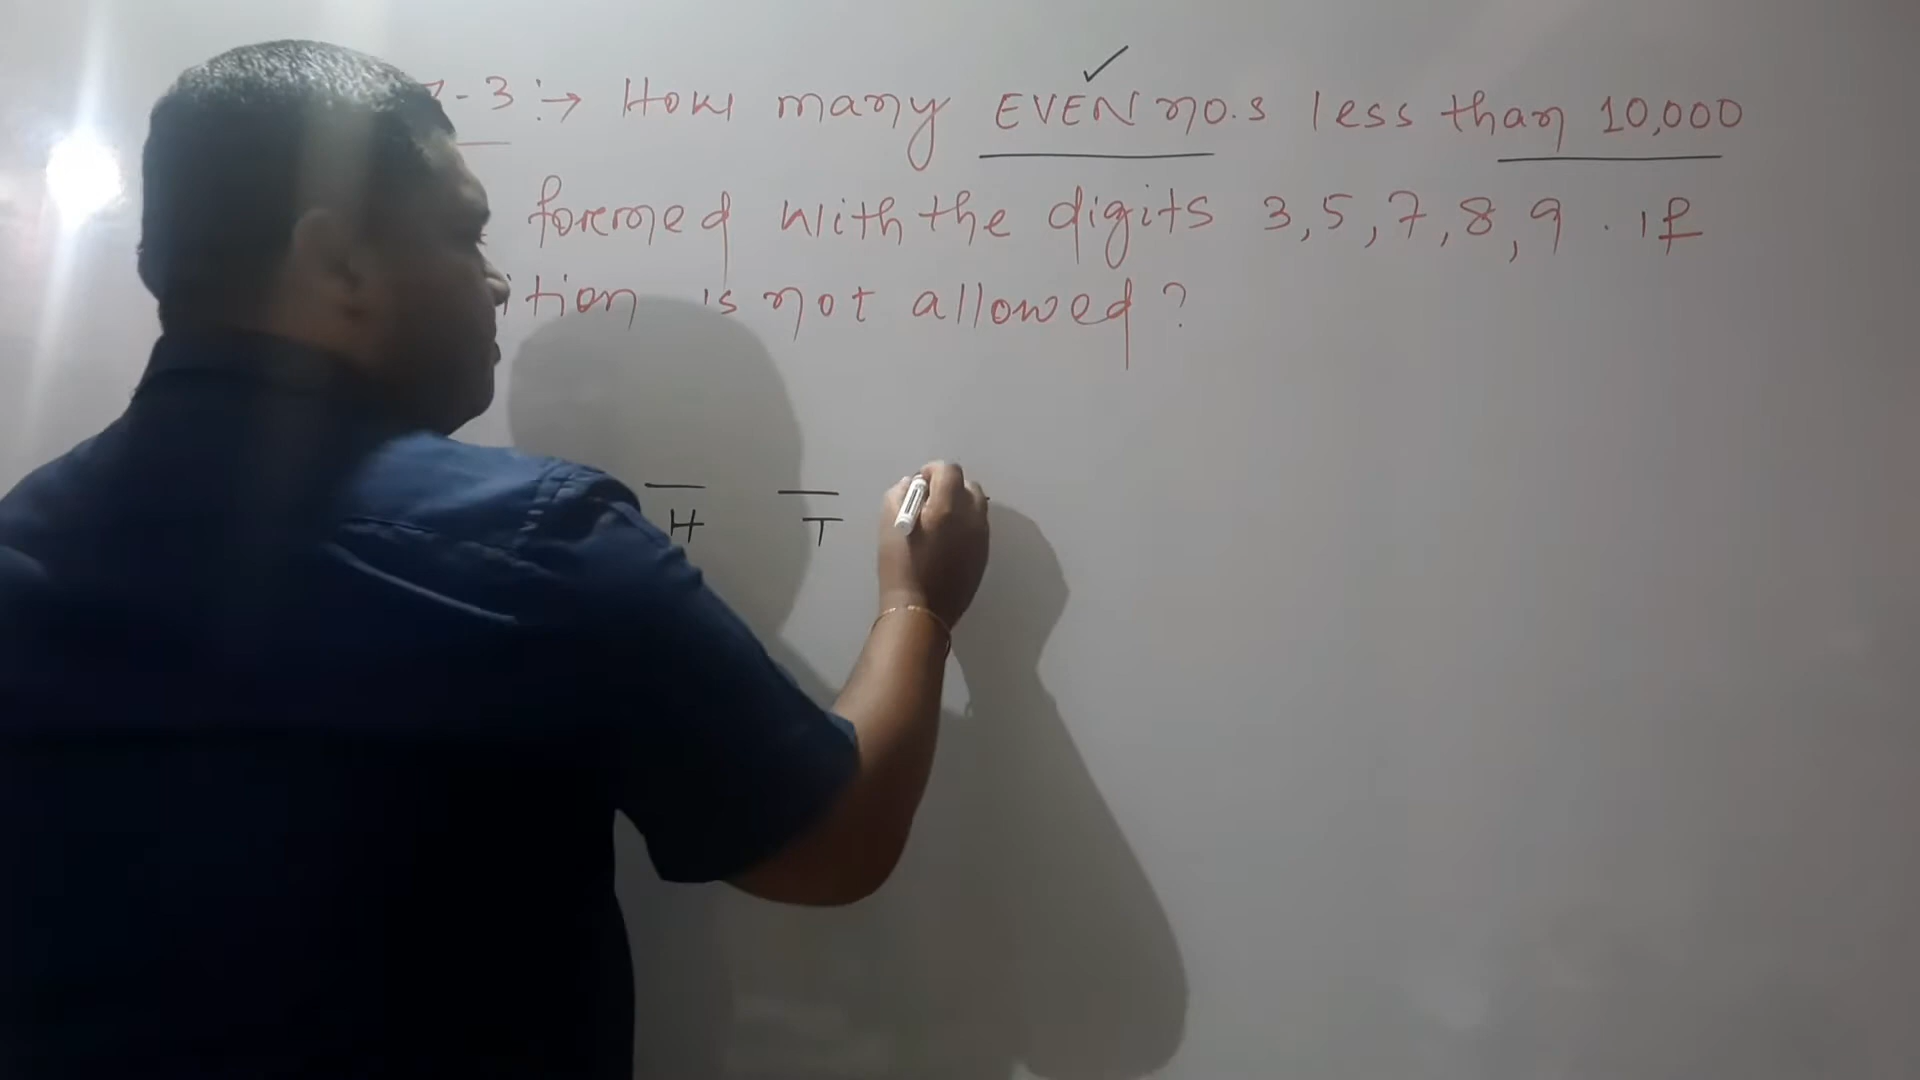 -3 :→ How many EVEN no.s less than 10,000
formed with the digits 3,5,7,8,9 . if
ition is not allowed ?
H T